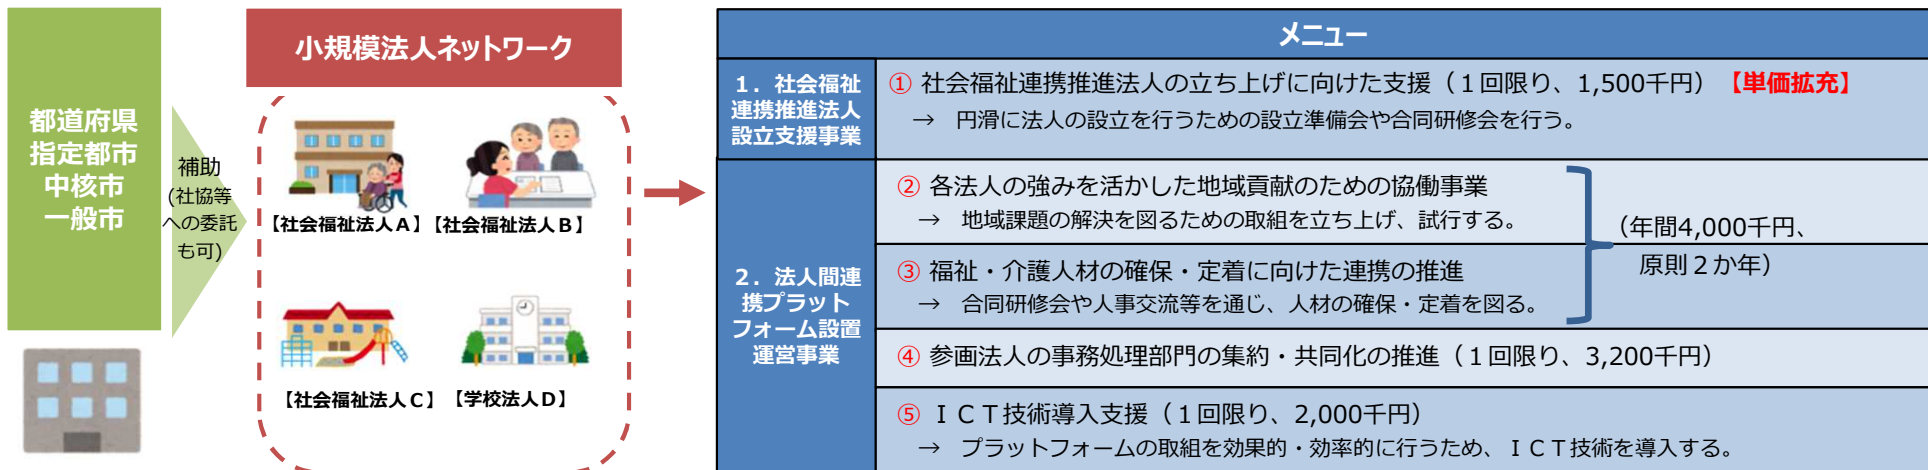 都道府県
指定都市
中核市
一般市
補助
(社協等
への委託
も可)
小規模法人ネットワーク
【社会福祉法人A】
【社会福祉法人B】
【社会福祉法人C】
【学校法人D】
メニュー
1．社会福祉
連携推進法人
設立支援事業
① 社会福祉連携推進法人の立ち上げに向けた支援（１回限り、1,500千円）【単価拡充】
→ 円滑に法人の設立を行うための設立準備会や合同研修会を行う。
2．法人間連
携プラット
フォーム設置
運営事業
② 各法人の強みを活かした地域貢献のための協働事業
→ 地域課題の解決を図るための取組を立ち上げ、試行する。
③ 福祉・介護人材の確保・定着に向けた連携の推進
→ 合同研修会や人事交流等を通じ、人材の確保・定着を図る。
（年間4,000千円、
原則２か年）
④ 参画法人の事務処理部門の集約・共同化の推進（１回限り、3,200千円）
⑤ ＩＣＴ技術導入支援（１回限り、2,000千円）
→ プラットフォームの取組を効果的・効率的に行うため、ＩＣＴ技術を導入する。